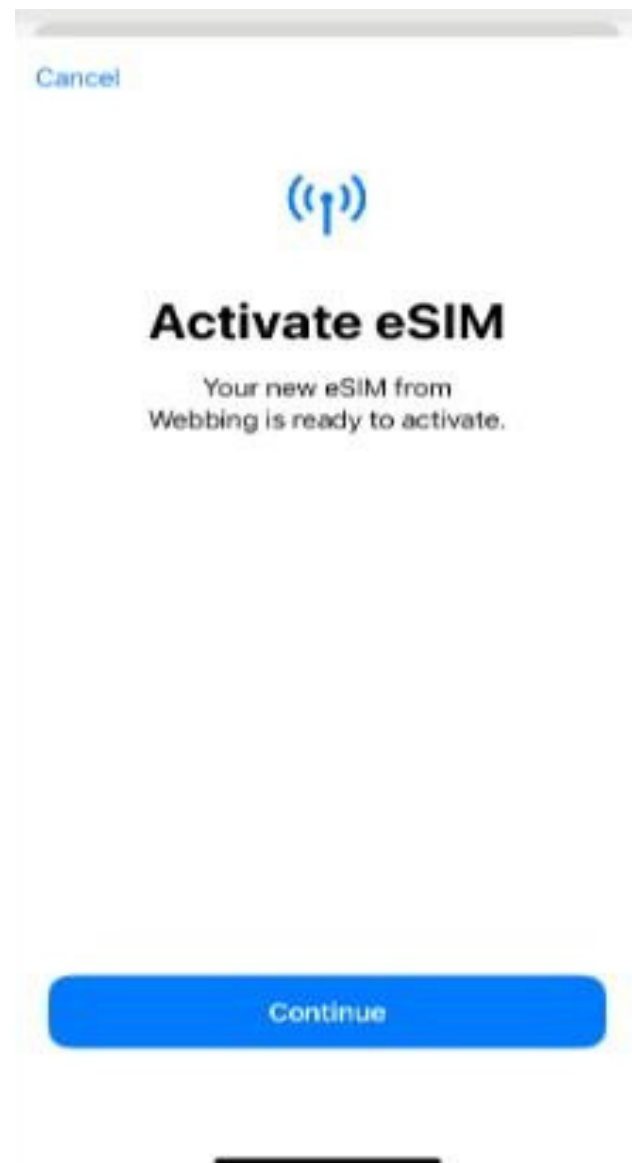 Cancel
Activate eSIM
Your new eSIM from
Webbing is ready to activate.
Continue